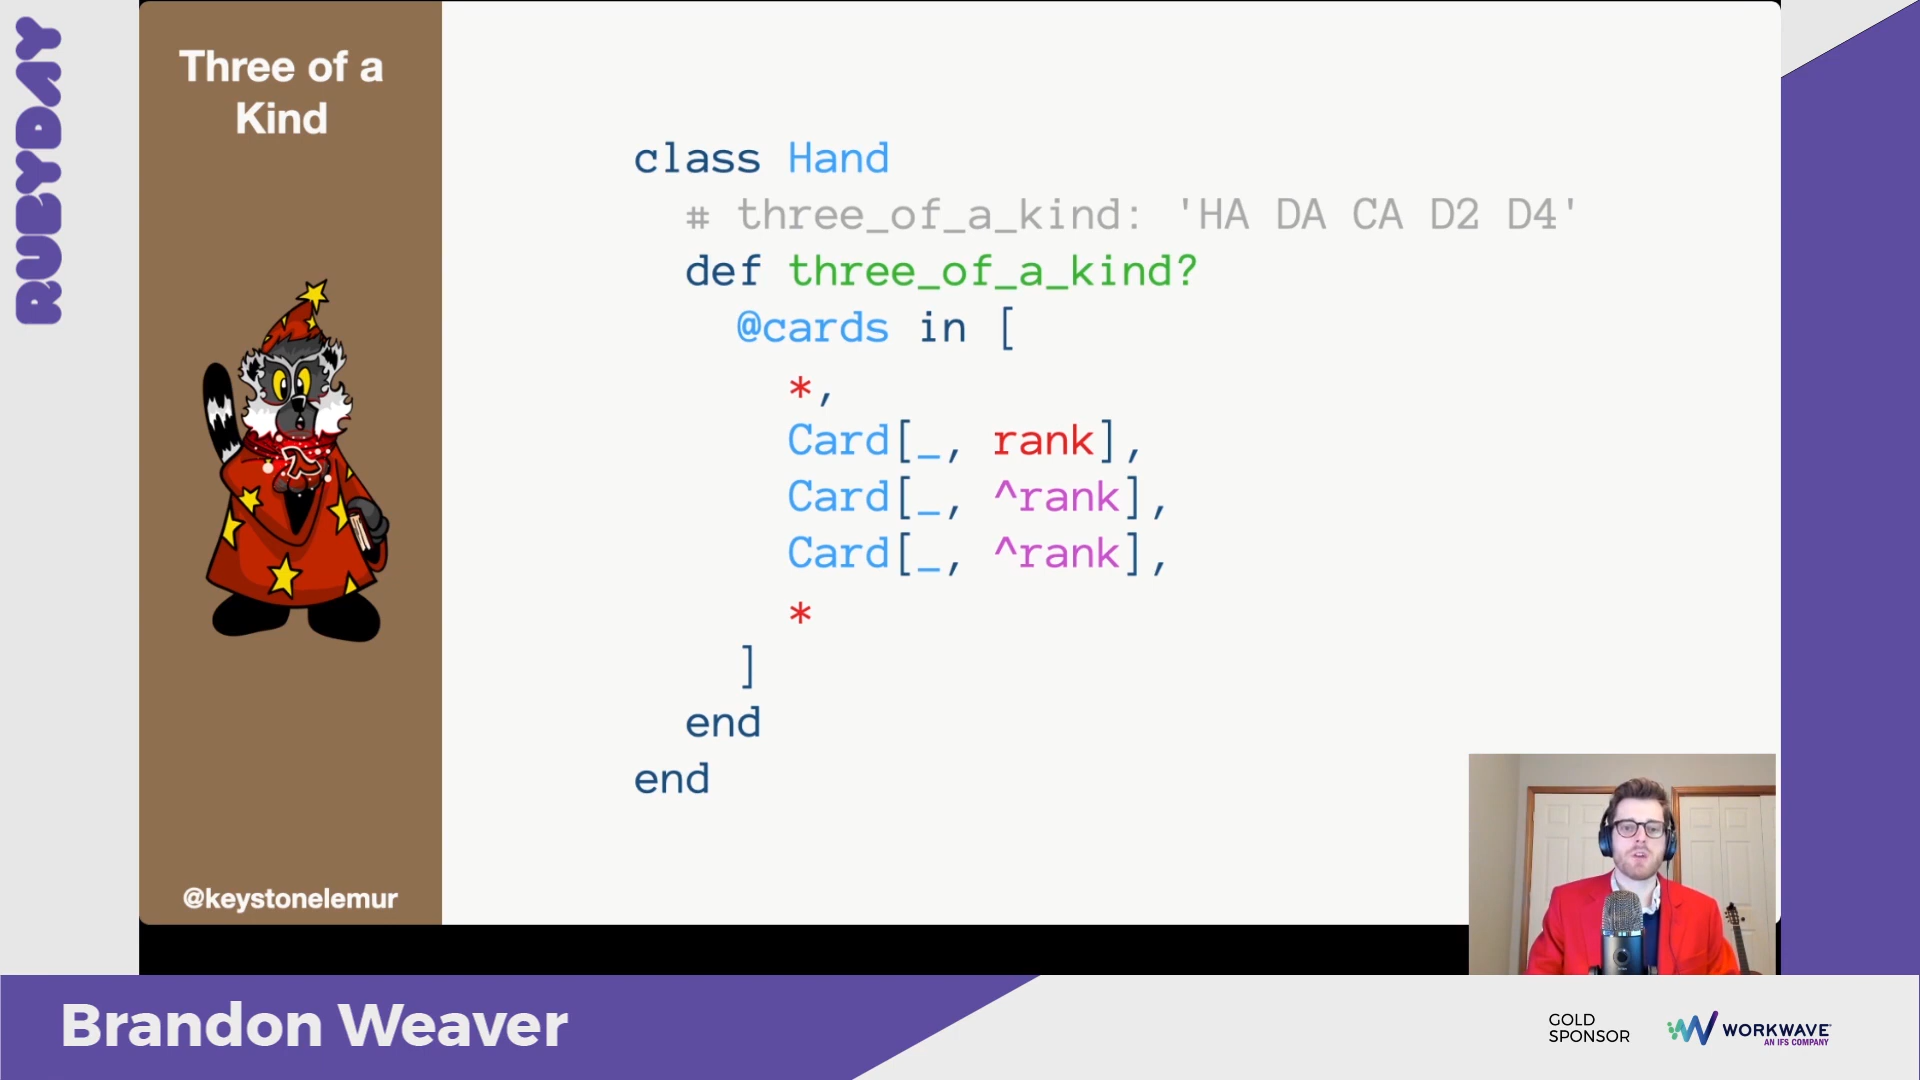 RUBYDAY
Three of a
Kind
class Hand
  # three_of_a_kind: 'HA DA CA D2 D4'
  def three_of_a_kind?
    @cards in [
      *,
      Card[_, rank],
      Card[_, ^rank],
      Card[_, ^rank],
      *
    ]
  end
end
@keystonelemur
Brandon Weaver
GOLD
SPONSOR
WORKWAVE
AN IFS COMPANY